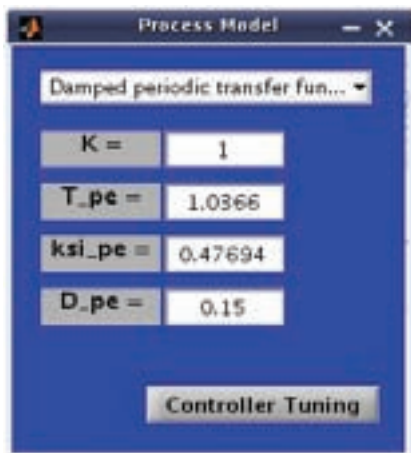 Process Model
Damped periodic transfer fun...
K = 1
T_pe = 1.0366
ksi_pe = 0.47694
D_pe = 0.15
Controller Tuning